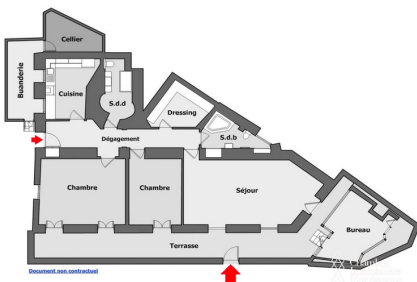 Cellier
Buanderie
Cuisine
S.d.d
Dressing
S.d.b
Dégagement
Chambre
Chambre
Séjour
Bureau
Terrasse
Document non contractuel